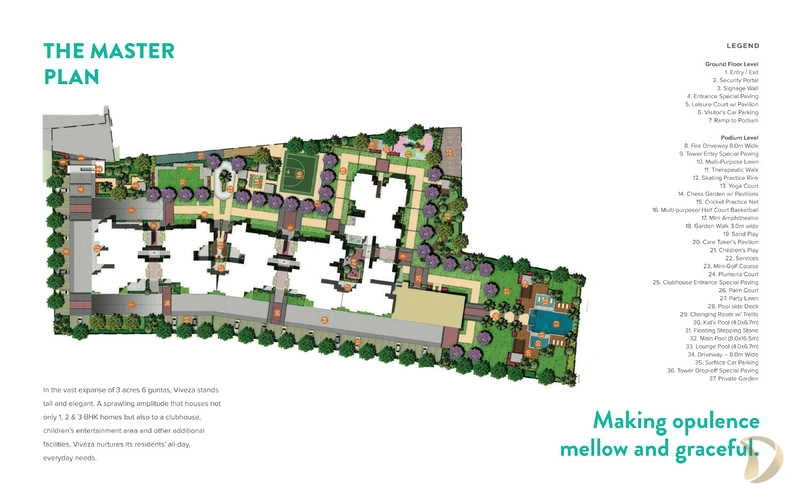 THE MASTER
PLAN
LEGEND
Ground Floor Level
1. Entry / Exit
2. Security Portal
3. Signage Wall
4. Entrance Special Paving
5. Leisure Court w/ Pavilion
6. Visitor's Car Parking
7. Ramp to Podium
Podium Level
8. Fire Driveway 8.0m Wide
9. Tower Entry Special Paving
10. Multi-Purpose Lawn
11. Therapeutic Walk
12. Skating Practice Rink
13. Yoga Court
14. Chess Garden w/ Pavilions
15. Cricket Practice Net
16. Multi-purpose/ Half Court Basketball
17. Mini Amphitheatre
18. Garden Walk 3.0m wide
19. Sand Play
20. Care Taker's Pavilion
21. Children's Play
22. Services
23. Mini-Golf Course
24. Plumeria Court
25. Clubhouse Entrance Special Paving
26. Palm Court
27. Party Lawn
28. Pool side Deck
29. Changing Room w/ Trellis
30. Kid's Pool (4.0x6.7m)
31. Floating Stepping Stone
32. Main Pool (8.0x16.5m)
33. Lounge Pool (4.0x6.7m)
34. Driveway – 8.0m Wide
35. Surface Car Parking
36. Tower Drop-off Special Paving
37. Private Garden
In the vast expanse of 3 acres 6 guntas, Viveza stands
tall and elegant. A sprawling amplitude that houses not
only 1, 2 & 3 BHK homes but also to a clubhouse,
children's entertainment area and other additional
facilities, Viveza nurtures its residents' all-day,
everyday needs.
Making opulence
mellow and graceful.